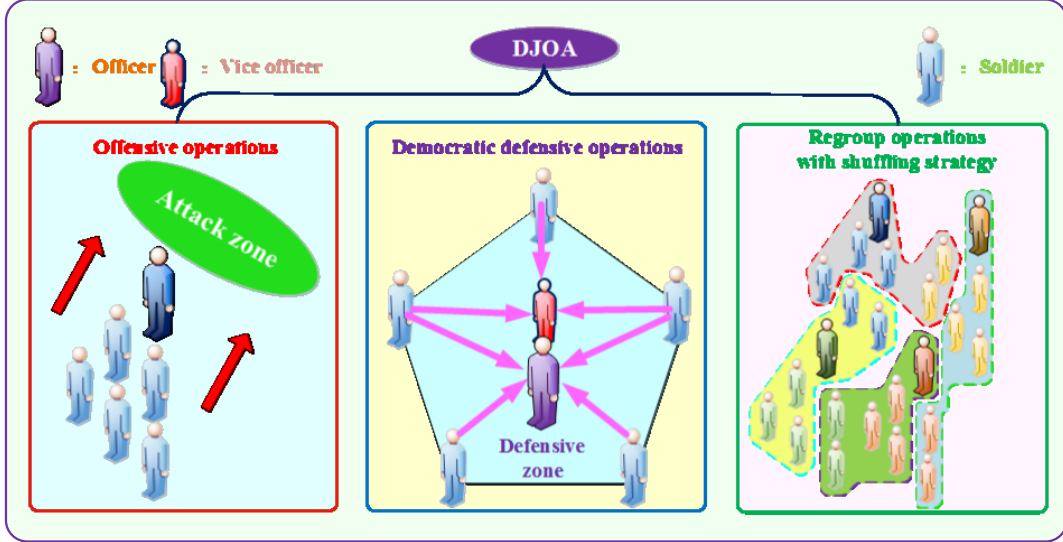 DJOA
: Officer
: Vice officer
: Soldier
Offensive operations
Attack zone
Democratic defensive operations
Defensive
zone
Regroup operations
with shuffling strategy